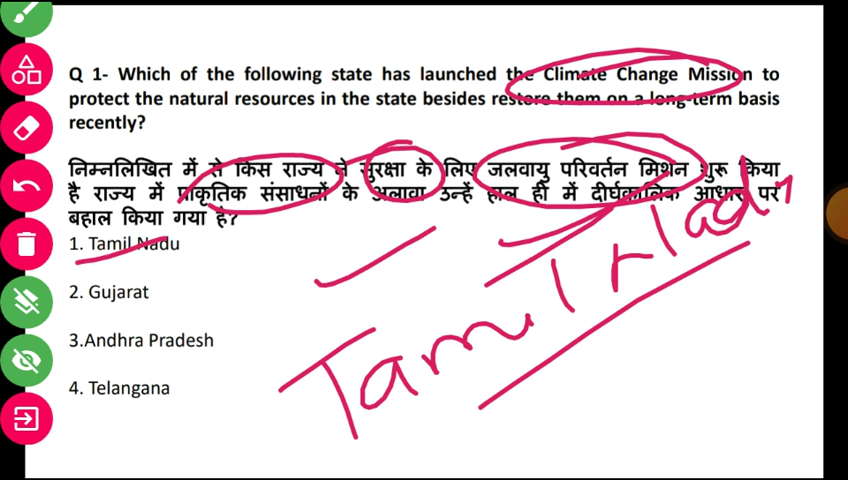 Q 1- Which of the following state has launched the Climate Change Mission to
protect the natural resources in the state besides restore them on a long-term basis
recently?
निम्नलिखित में से किस राज्य ने सुरक्षा के लिए जलवायु परिवर्तन मिशन शुरू किया
है राज्य में प्राकृतिक संसाधनों के अलावा उन्हें हाल ही में दीर्घकालिक आधार पर
बहाल किया गया है?
1. Tamil Nadu
2. Gujarat
3.Andhra Pradesh
4. Telangana
Tamil